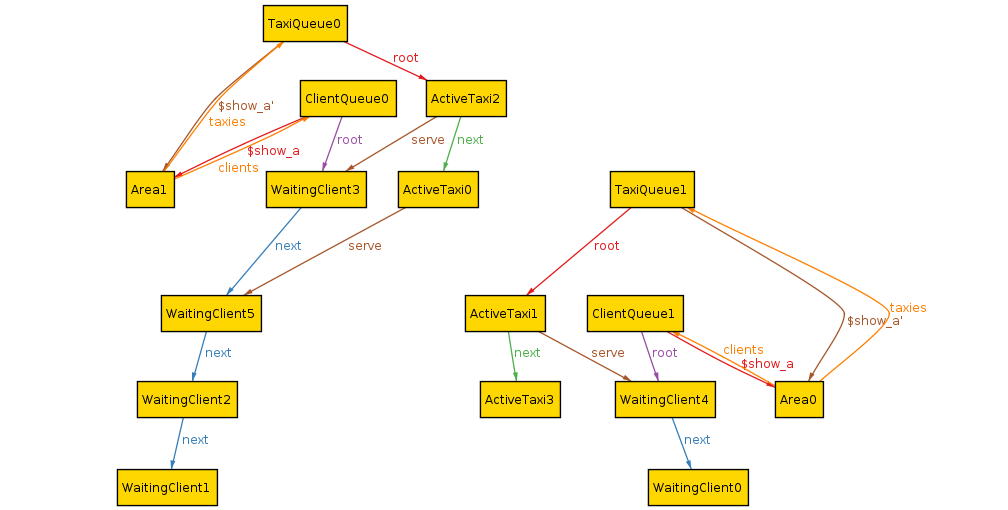 TaxiQueue0
root
ClientQueue0
ActiveTaxi2
$show_a'
taxies
root
serve
next
$show_a
clients
Area1
WaitingClient3
ActiveTaxi0
TaxiQueue1
next
serve
root
WaitingClient5
ActiveTaxi1
ClientQueue1
taxies
$show_a'
next
next
serve
root
clients
$show_a
WaitingClient2
ActiveTaxi3
WaitingClient4
Area0
next
next
WaitingClient1
WaitingClient0